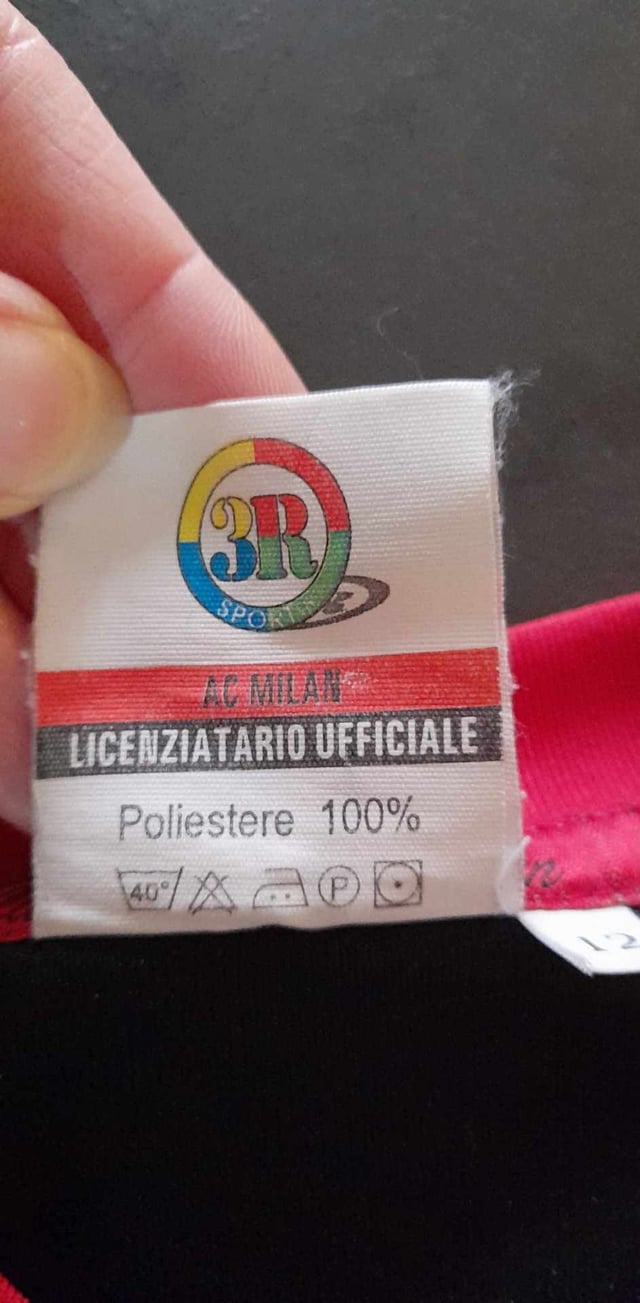 3R
SPORT
AC MILAN
LICENZIATARIO UFFICIALE
Poliestere 100%
40°
P
12